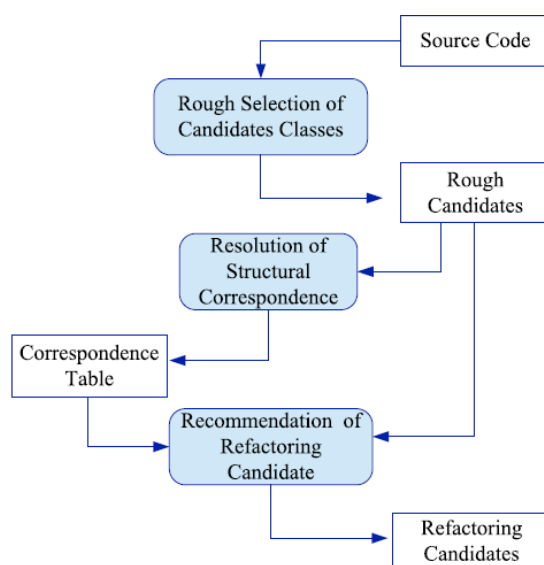 Source Code
Rough Selection of
Candidates Classes
Rough
Candidates
Resolution of
Structural
Correspondence
Correspondence
Table
Recommendation of
Refactoring
Candidate
Refactoring
Candidates